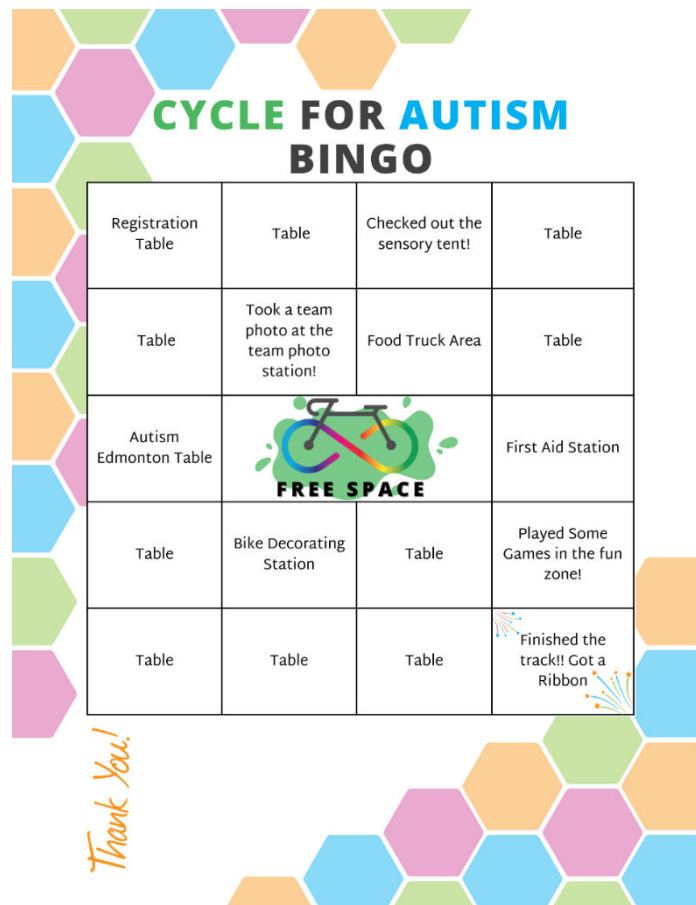 CYCLE FOR AUTISM
BINGO
Registration
Table
Table
Checked out the
sensory tent!
Table
Table
Took a team
photo at the
team photo
station!
Food Truck Area
Table
Autism
Edmonton Table
FREE SPACE
First Aid Station
Table
Bike Decorating
Station
Table
Played Some
Games in the fun
zone!
Table
Table
Table
Finished the
track!! Got a
Ribbon
Thank You!